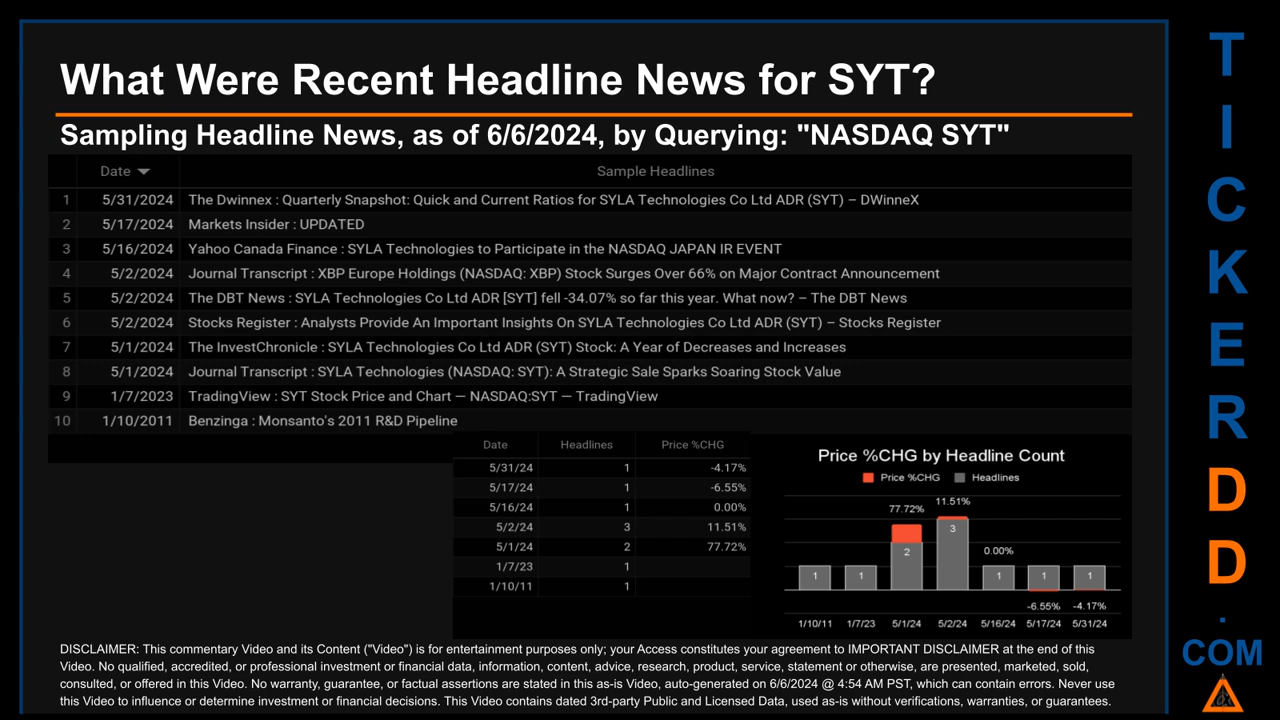 What Were Recent Headline News for SYT?
Sampling Headline News, as of 6/6/2024, by Querying: "NASDAQ SYT"
Date Sample Headlines
1 5/31/2024 The Dwinnex : Quarterly Snapshot: Quick and Current Ratios for SYLA Technologies Co Ltd ADR (SYT) – DWinneX
2 5/17/2024 Markets Insider : UPDATED
3 5/16/2024 Yahoo Canada Finance : SYLA Technologies to Participate in the NASDAQ JAPAN IR EVENT
4 5/2/2024 Journal Transcript : XBP Europe Holdings (NASDAQ: XBP) Stock Surges Over 66% on Major Contract Announcement
5 5/2/2024 The DBT News : SYLA Technologies Co Ltd ADR [SYT] fell -34.07% so far this year. What now? – The DBT News
6 5/2/2024 Stocks Register : Analysts Provide An Important Insights On SYLA Technologies Co Ltd ADR (SYT) – Stocks Register
7 5/1/2024 The InvestChronicle : SYLA Technologies Co Ltd ADR (SYT) Stock: A Year of Decreases and Increases
8 5/1/2024 Journal Transcript : SYLA Technologies (NASDAQ: SYT): A Strategic Sale Sparks Soaring Stock Value
9 1/7/2023 TradingView : SYT Stock Price and Chart — NASDAQ:SYT — TradingView
10 1/10/2011 Benzinga : Monsanto's 2011 R&D Pipeline
Date Headlines Price %CHG
5/31/24 1 -4.17%
5/17/24 1 -6.55%
5/16/24 1 0.00%
5/2/24 3 11.51%
5/1/24 2 77.72%
1/7/23 1
1/10/11 1
Price %CHG by Headline Count
Price %CHG Headlines
77.72% 11.51%
0.00%
1 1 2 3 1 1 1
-6.55% -4.17%
1/10/11 1/7/23 5/1/24 5/2/24 5/16/24 5/17/24 5/31/24
DISCLAIMER: This commentary Video and its Content ("Video") is for entertainment purposes only; your Access constitutes your agreement to IMPORTANT DISCLAIMER at the end of this
Video. No qualified, accredited, or professional investment or financial data, information, content, advice, research, product, service, statement or otherwise, are presented, marketed, sold,
consulted, or offered in this Video. No warranty, guarantee, or factual assertions are stated in this as-is Video, auto-generated on 6/6/2024 @ 4:54 AM PST, which can contain errors. Never use
this Video to influence or determine investment or financial decisions. This Video contains dated 3rd-party Public and Licensed Data, used as-is without verifications, warranties, or guarantees.
T
I
C
K
E
R
D
D
.
COM